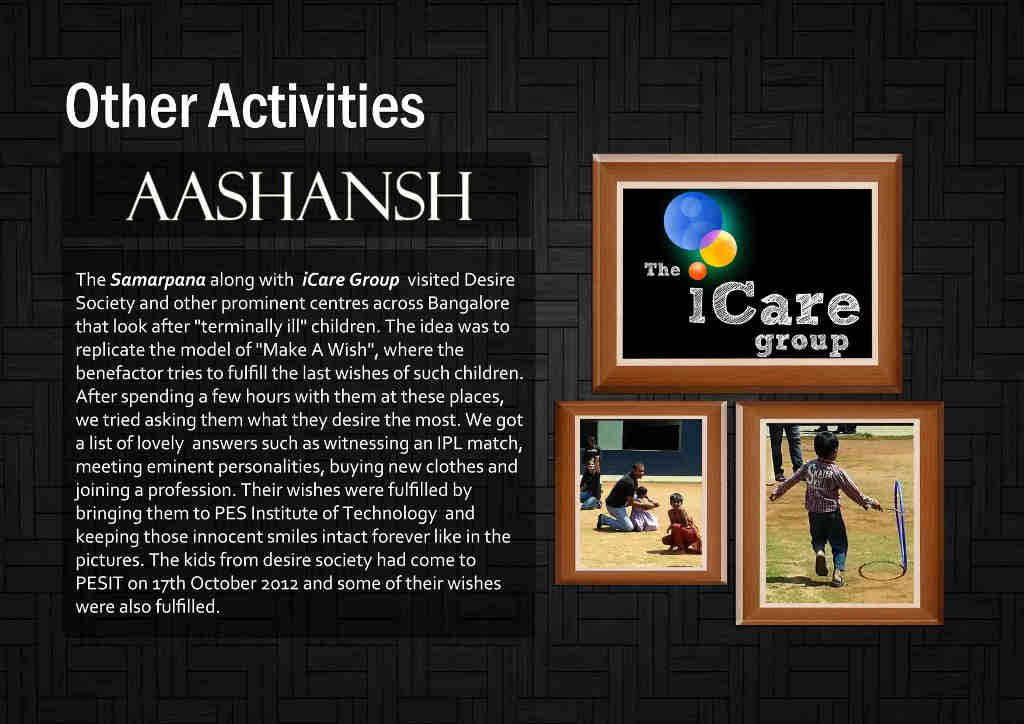 Other Activities
AASHANSH
The Samarpana along with iCare Group visited Desire
Society and other prominent centres across Bangalore
that look after "terminally ill" children. The idea was to
replicate the model of "Make A Wish", where the
benefactor tries to fulfill the last wishes of such children.
After spending a few hours with them at these places,
we tried asking them what they desire the most. We got
a list of lovely answers such as witnessing an IPL match,
meeting eminent personalities, buying new clothes and
joining a profession. Their wishes were fulfilled by
bringing them to PES Institute of Technology and
keeping those innocent smiles intact forever like in the
pictures. The kids from desire society had come to
PESIT on 17th October 2012 and some of their wishes
were also fulfilled.
The
iCare
group